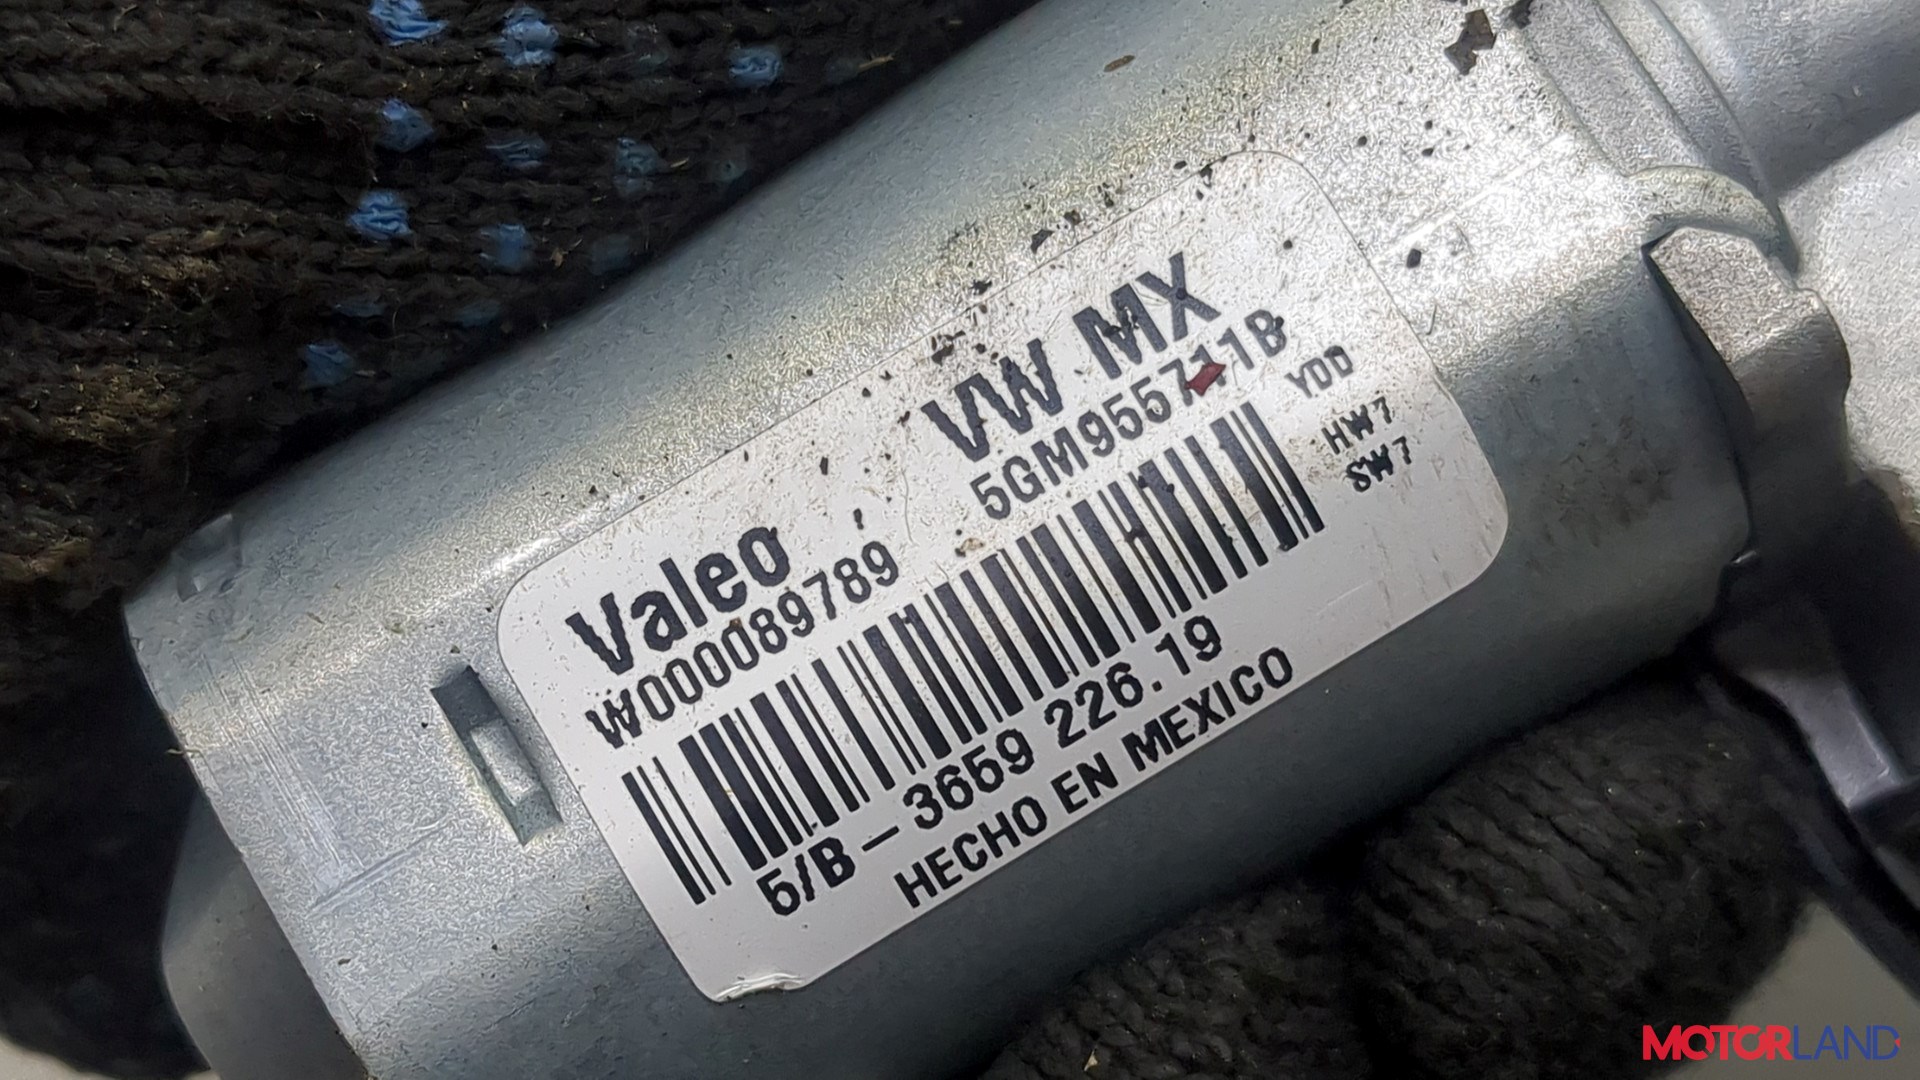 Valeo
W000089789
VW MX
5GM955711B
YDD
HW7
SW7
5/B-3659 226.19
HECHO EN MEXICO
MOTORLAND